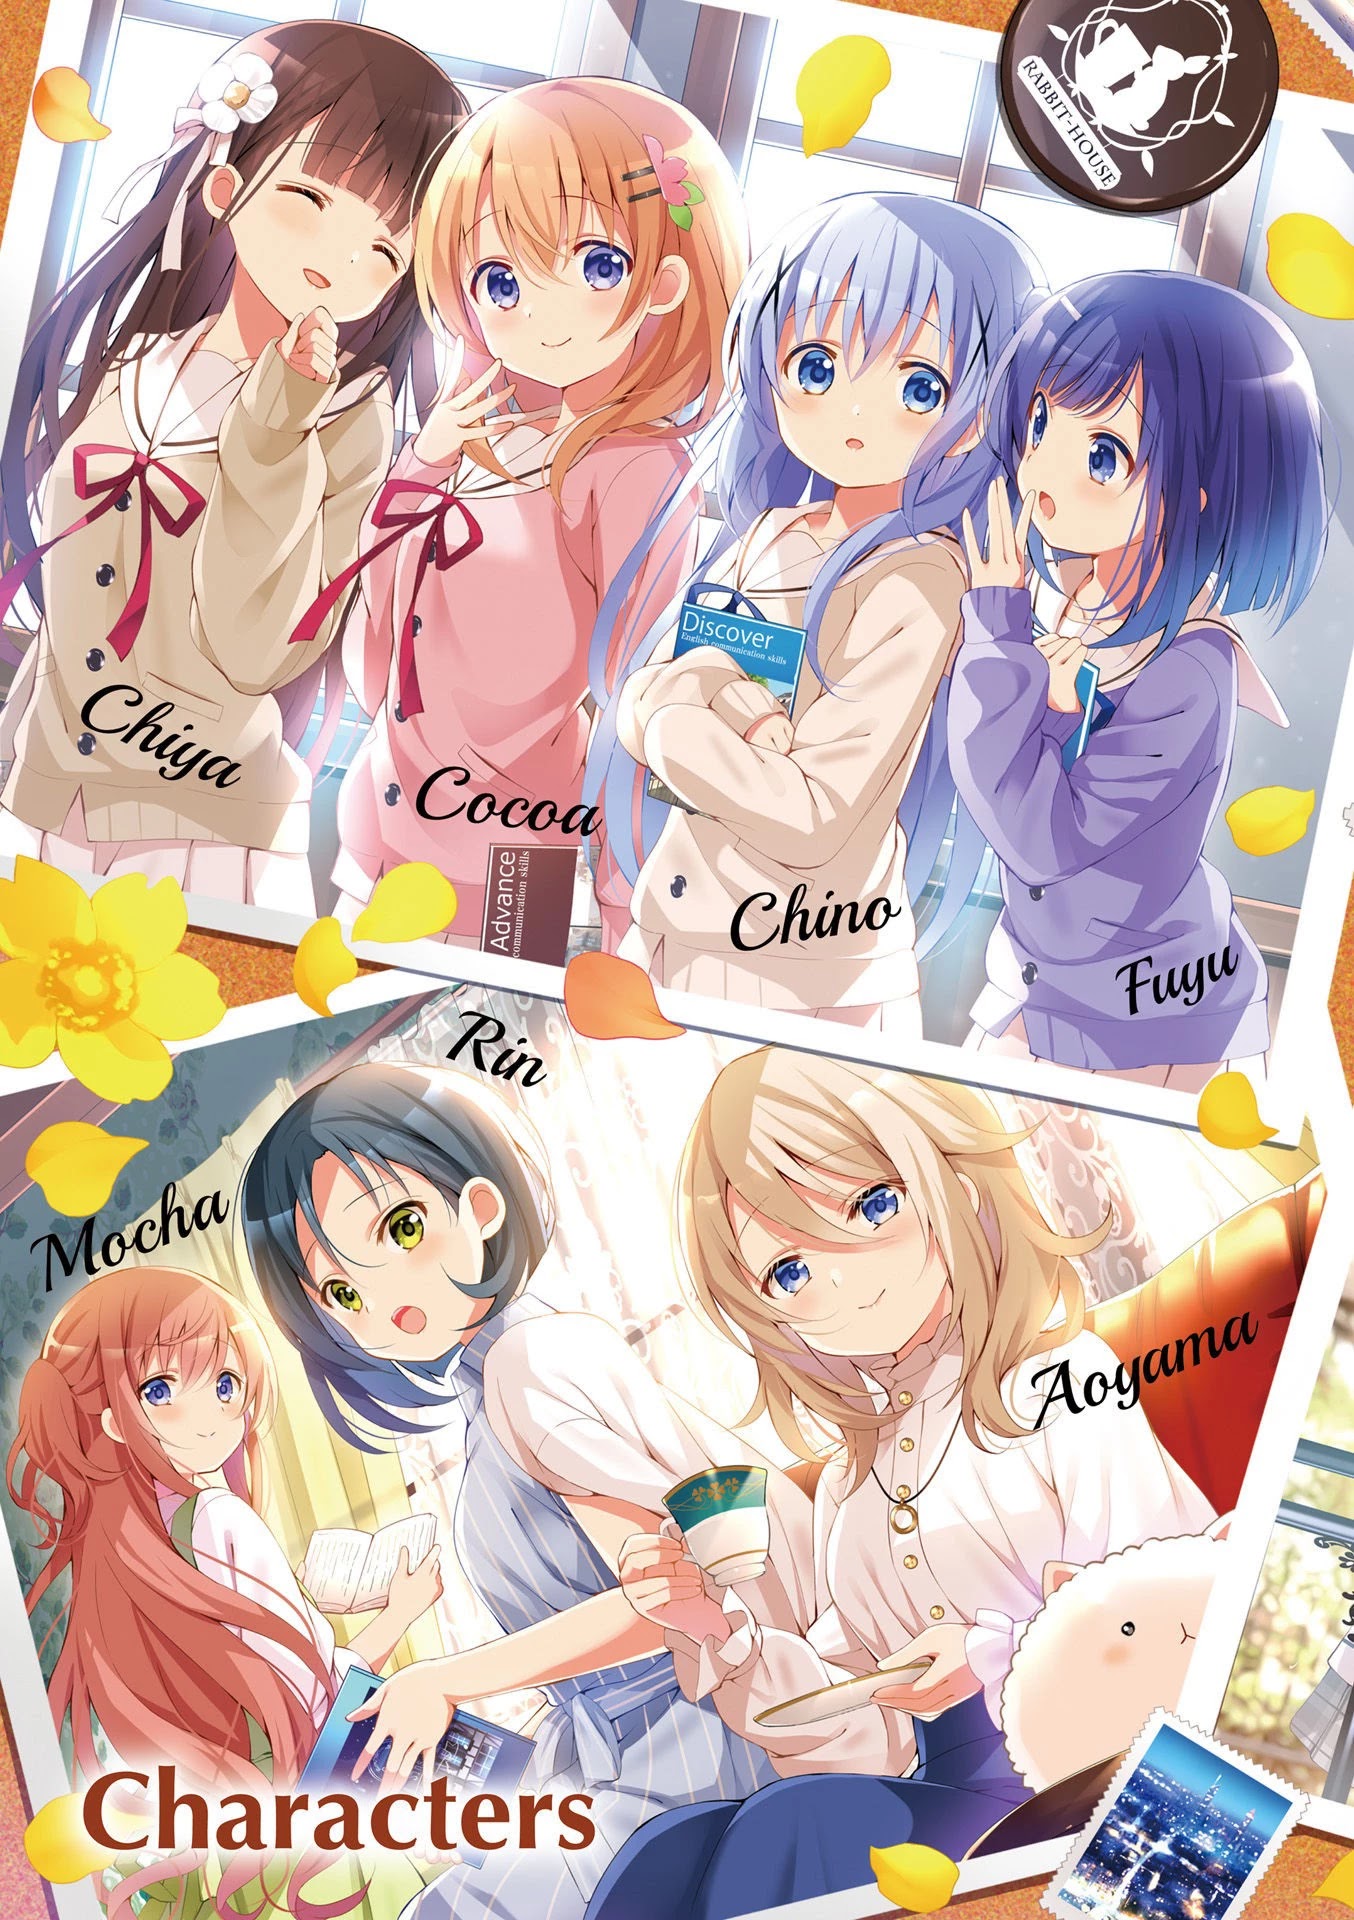 RABBIT-HOUSE
Discover
English communication skills
Chiya
Cocoa
Advance
communication skills
Chino
Fuyu
Rin
Mocha
Aoyama
Characters